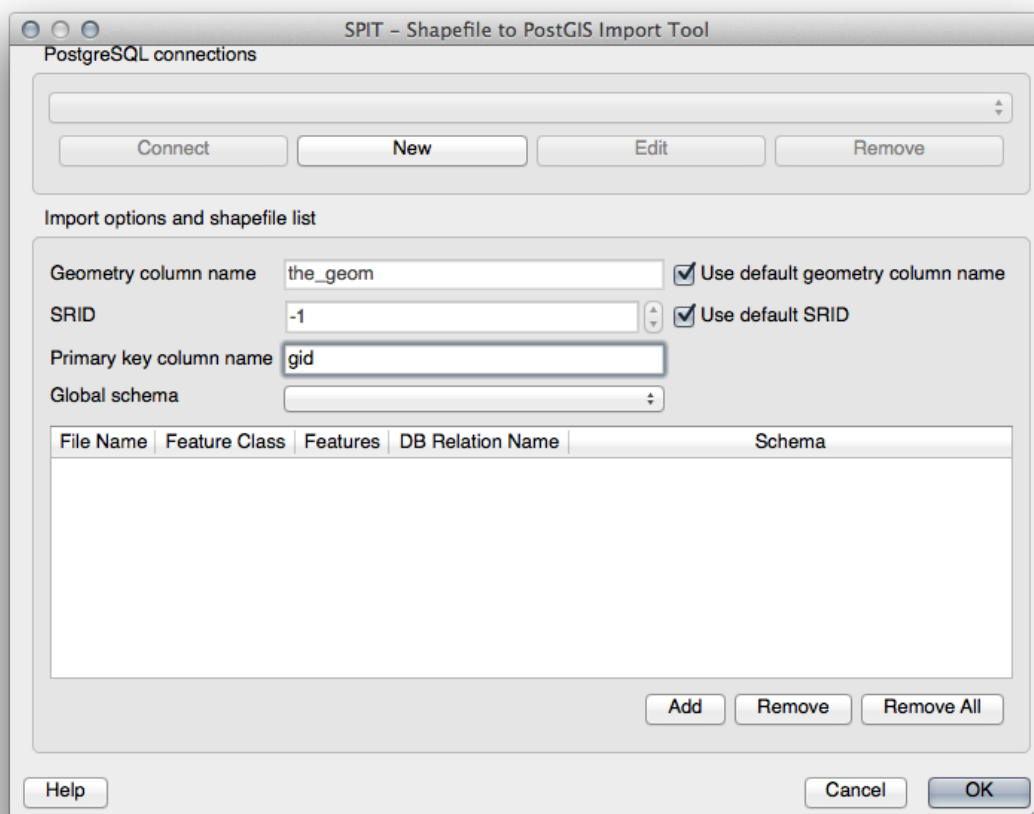 SPIT – Shapefile to PostGIS Import Tool
PostgreSQL connections
Connect New Edit Remove
Import options and shapefile list
Geometry column name the_geom Use default geometry column name
SRID -1 Use default SRID
Primary key column name gid
Global schema
File Name Feature Class Features DB Relation Name Schema
Add Remove Remove All
Help Cancel OK